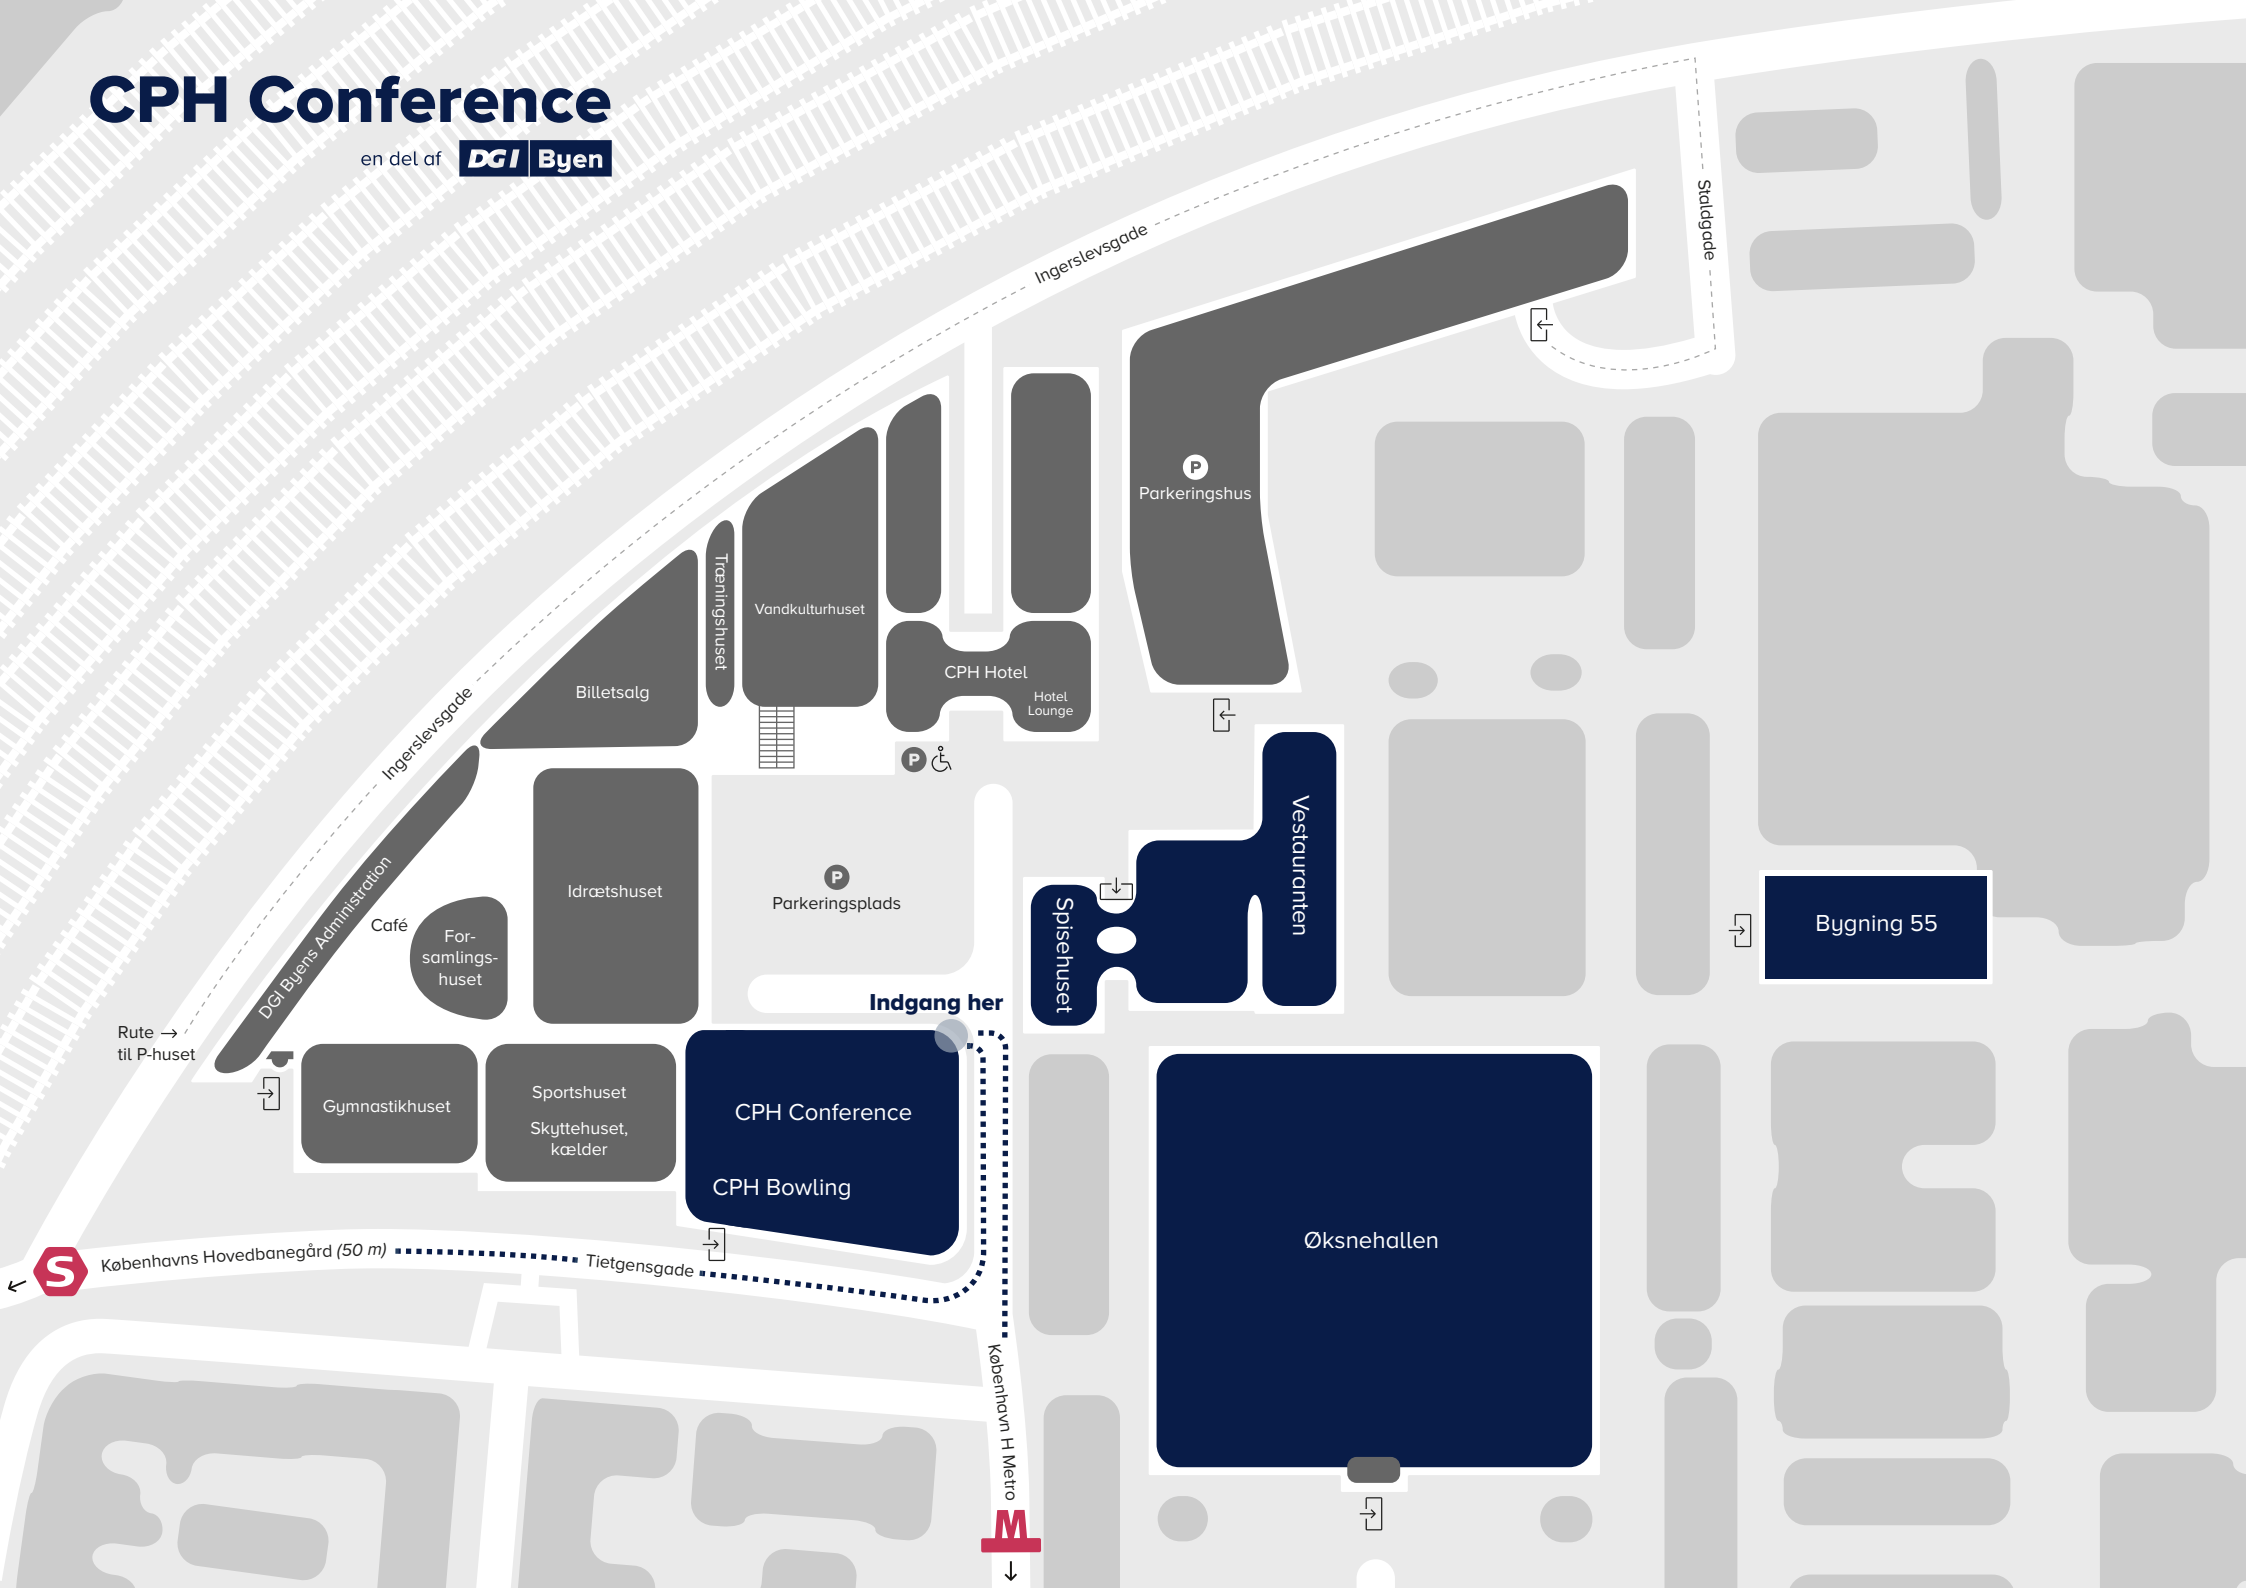 CPH Conference
en del af DGI Byen
Ingerslevsgade
Staldgade
P
Parkeringshus
Træningshuset
Vandkulturhuset
CPH Hotel
Hotel
Lounge
Billetsalg
Ingerslevsgade
P
Vestauranten
DGI Byens Administration
Café
For-
samlings-
huset
Idrætshuset
P
Parkeringsplads
Spisehuset
Bygning 55
Indgang her
Rute →
til P-huset
Gymnastikhuset
Sportshuset
Skyttehuset,
kælder
CPH Conference
CPH Bowling
Øksnehallen
S
Københavns Hovedbanegård (50 m)
Tietgensgade
København H Metro
M